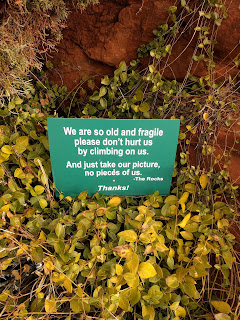 We are so old and fragile
please don't hurt us
by climbing on us.
And just take our picture,
no pieces of us.
-The Rocks
Thanks!